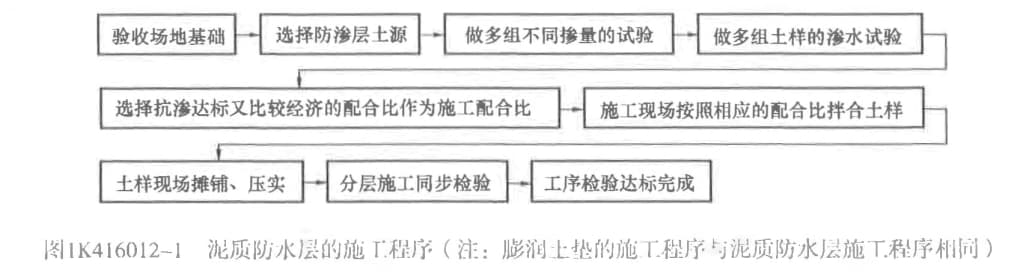 验收场地基础 选择防渗层土源 做多组不同掺量的试验 做多组土样的渗水试验
选择抗渗达标又比较经济的配合比作为施工配合比 施工现场按照相应的配合比拌合土样
土样现场摊铺、压实 分层施工同步检验 工序检验达标完成
图1K416012-1 泥质防水层的施工程序（注：膨润土垫的施工程序与泥质防水层施工程序相同）